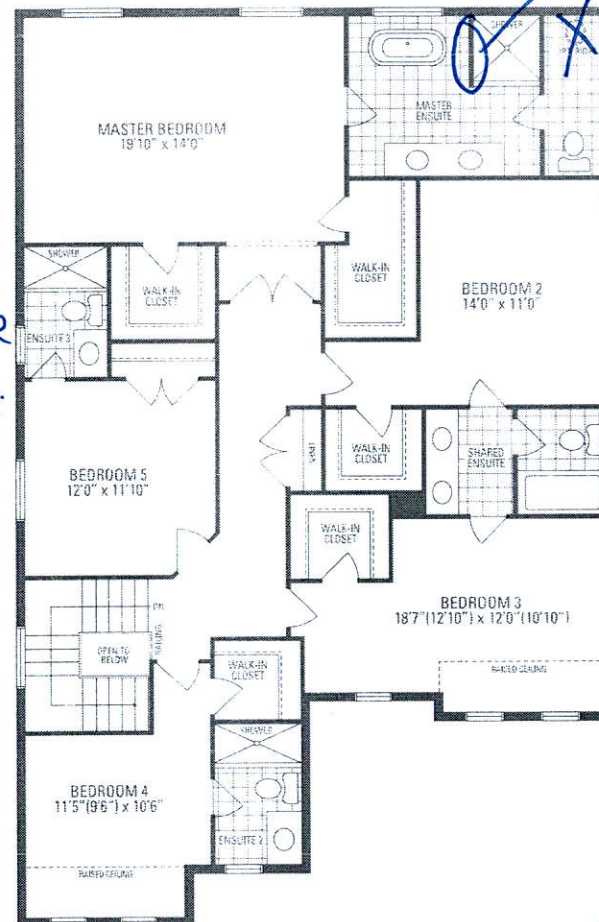 SHOWER
MASTER
ENSUITE
MASTER BEDROOM
19'10" x 14'0"
SHOWER
WALK-IN
CLOSET
WALK-IN
CLOSET
BEDROOM 2
14'0" x 11'0"
ENSUITE 3
BEDROOM 5
12'0" x 11'10"
LINEN
WALK-IN
CLOSET
SHARED
ENSUITE
WALK-IN
CLOSET
BEDROOM 3
18'7"(12'10") x 12'0"(10'10")
RAISED CEILING
DN
RAILING
OPEN TO
BELOW
WALK-IN
CLOSET
SHOWER
BEDROOM 4
11'5"(9'6") x 10'6"
ENSUITE 2
RAISED CEILING